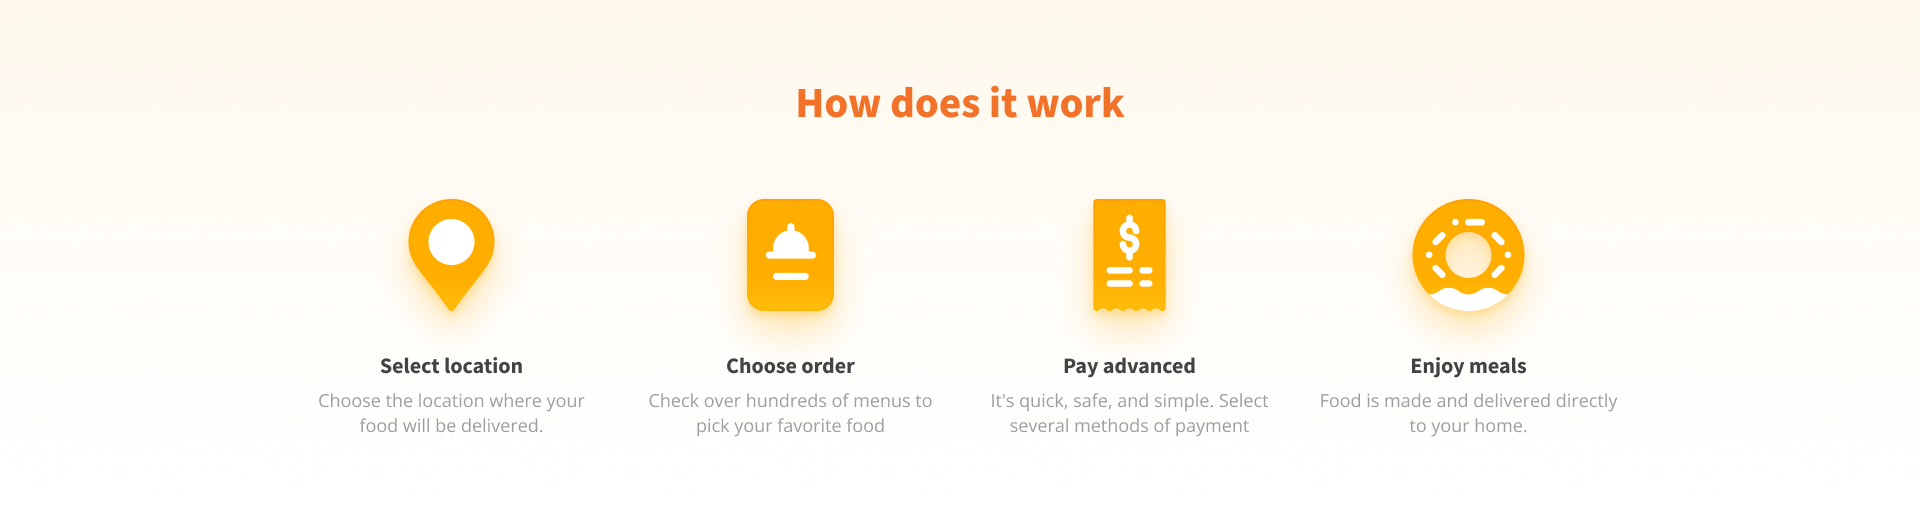 How does it work
$
Select location
Choose the location where your
food will be delivered.
Choose order
Check over hundreds of menus to
pick your favorite food
Pay advanced
It's quick, safe, and simple. Select
several methods of payment
Enjoy meals
Food is made and delivered directly
to your home.